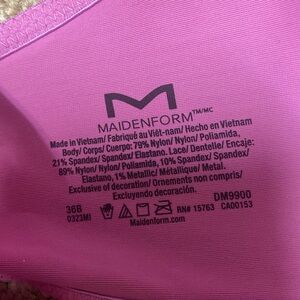 M
MAIDENFORM™/MC
Made in Vietnam/ Fabriqué au Viêt-nam/ Hecho en Vietnam
Body/ Corps/ Cuerpo: 79% Nylon/ Nylon/ Poliamida,
21% Spandex/ Spandex/ Elastano. Lace/ Dentelle/ Encaje:
89% Nylon/ Nylon/ Poliamida, 10% Spandex/ Spandex/
Elastano, 1% Metallic/ Métallique/ Metal.
Exclusive of decoration/ Ornements non compris/
Excluyendo decoración.
36B DM9900
0323MI RN# 15763 CA00153
Maidenform.com